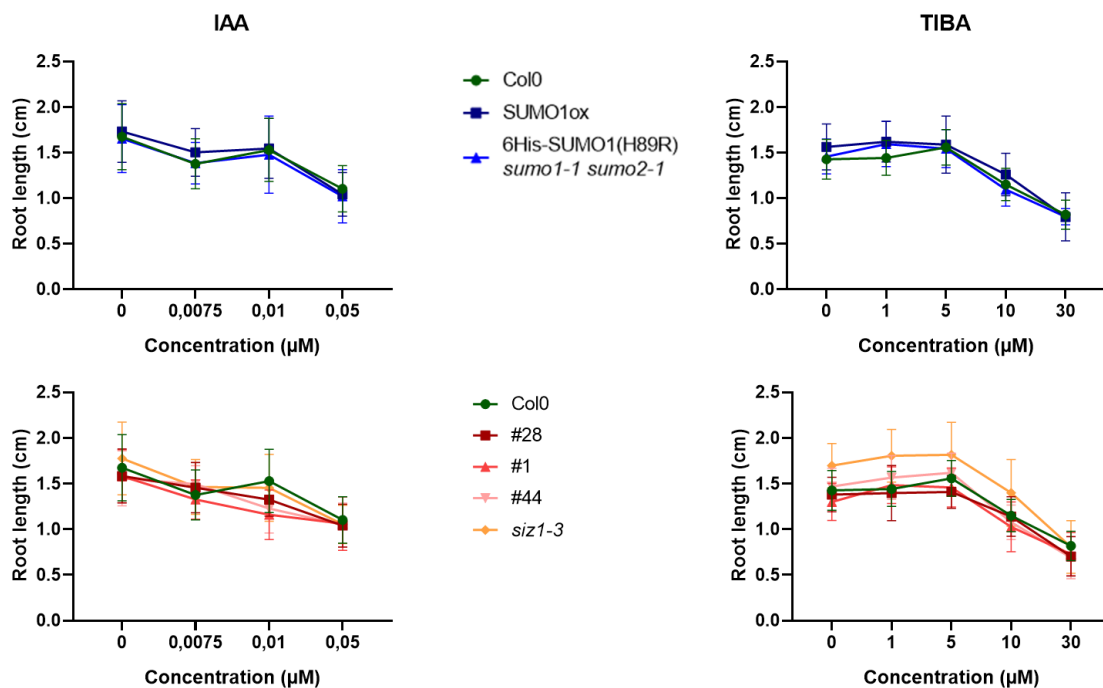 IAA
TIBA
Root length (cm)
2.5
2.0
1.5
1.0
0.5
0.0
0
0,0075
0,01
0,05
Concentration (µM)
Col0
SUMO1ox
6His-SUMO1(H89R)
sumo1-1 sumo2-1
Root length (cm)
2.5
2.0
1.5
1.0
0.5
0.0
0
1
5
10
30
Concentration (µM)
Root length (cm)
2.5
2.0
1.5
1.0
0.5
0.0
0
0,0075
0,01
0,05
Concentration (µM)
Col0
#28
#1
#44
siz1-3
Root length (cm)
2.5
2.0
1.5
1.0
0.5
0.0
0
1
5
10
30
Concentration (µM)